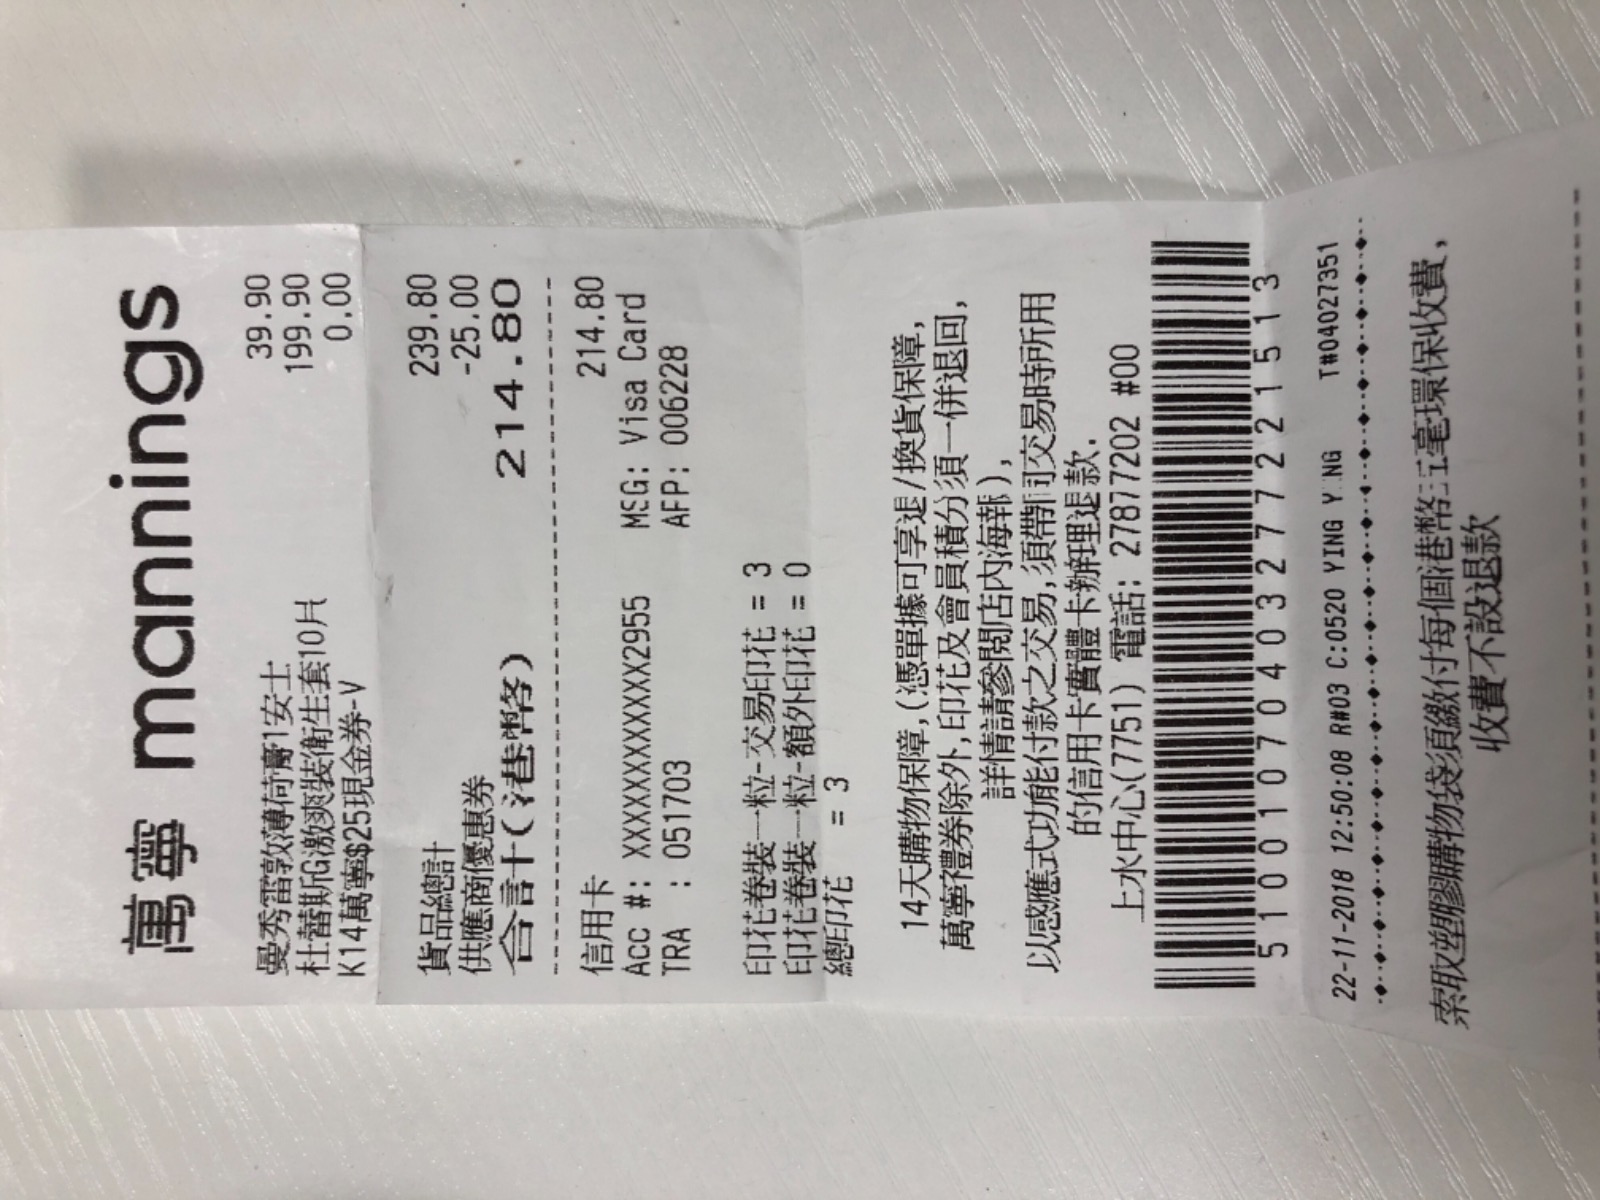 萬寧 mannings
曼秀雷敦薄荷膏1安士 39.90
杜蕾斯G激爽裝衛生套10片 199.90
K14萬寧$25現金券-V 0.00
貨品總計 239.80
供應商優惠券 -25.00
合計(港幣) 214.80
信用卡 214.80
Acc #: XXXXXXXXXXXX2955 MSG: Visa Card
TRA : 051703 AFP: 006228
印花卷裝一粒-交易印花 = 3
印花卷裝一粒-額外印花 = 0
總印花 = 3
14天購物保障,(憑單據可享退/換貨保障,
萬寧禮券除外,印花及會員積分須一併退回,
詳情請參閱店內海報),
以感應式功能付款之交易,須帶同交易時所用
的信用卡實體卡辦理退款.
上水中心(7751) 電話: 27877202 #00
5100107040327722151 3
22-11-2018 12:50:08 R#03 C:0520 YING Y NG T#04027351
索取塑膠購物袋須繳付每個港幣五毫環保收費,
收費不設退款